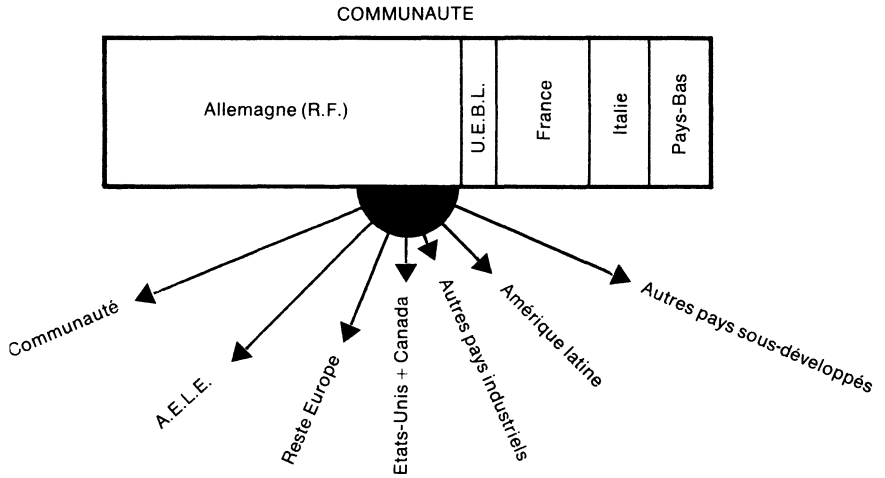 COMMUNAUTE
Allemagne (R.F.)
U.E.B.L.
France
Italie
Pays-Bas
Communauté
A.E.L.E.
Reste Europe
Etats-Unis + Canada
Autres pays industriels
Amérique latine
Autres pays sous-développés